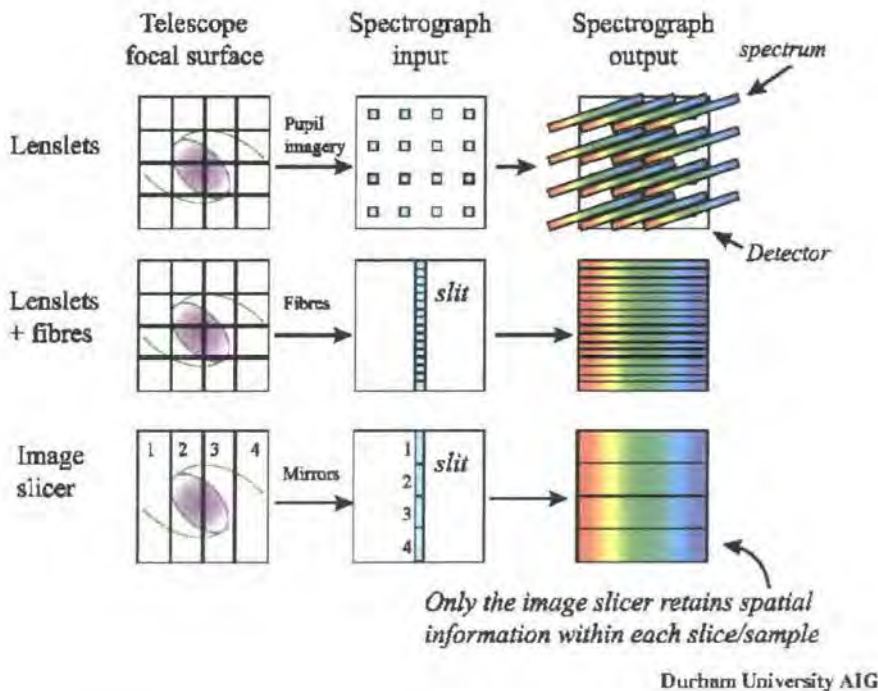 Telescope
focal surface
Spectrograph
input
Spectrograph
output
spectrum
Lenslets
Pupil
imagery
Detector
Lenslets
+ fibres
Fibres
slit
Image
slicer
1 2 3 4
Mirrors
1
2
3
4
slit
Only the image slicer retains spatial
information within each slice/sample
Durham University AIG